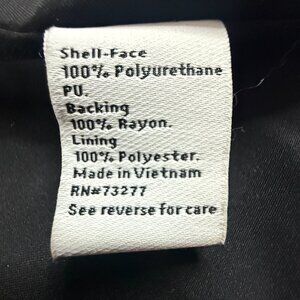 Shell-Face
100% Polyurethane
PU.
Backing
100% Rayon.
Lining
100% Polyester.
Made in Vietnam
RN#73277
See reverse for care